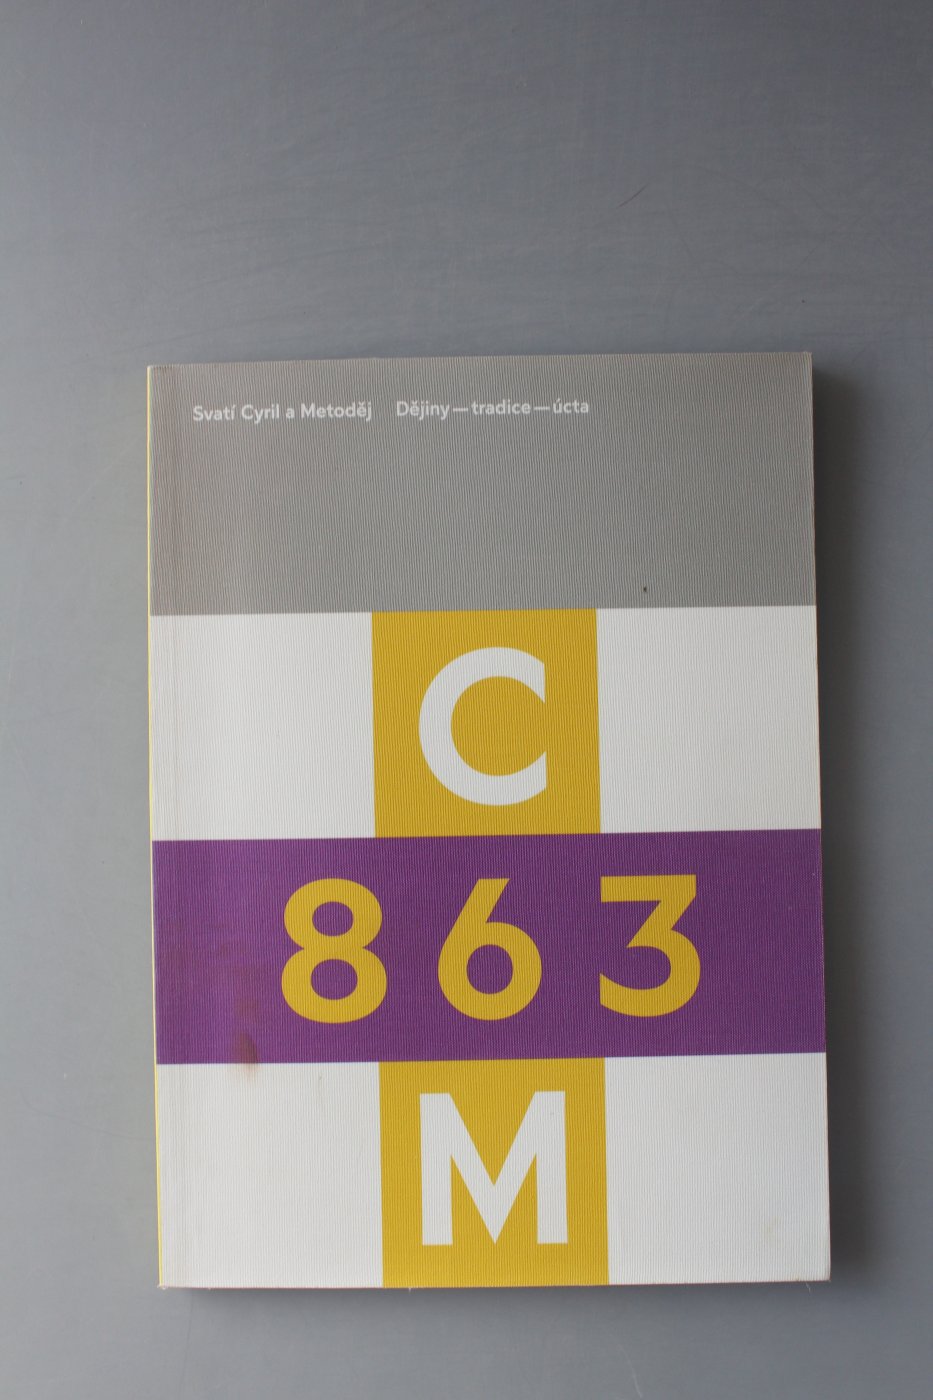 Svatí Cyril a Metoděj Dějiny—tradice—úcta
C
863
M